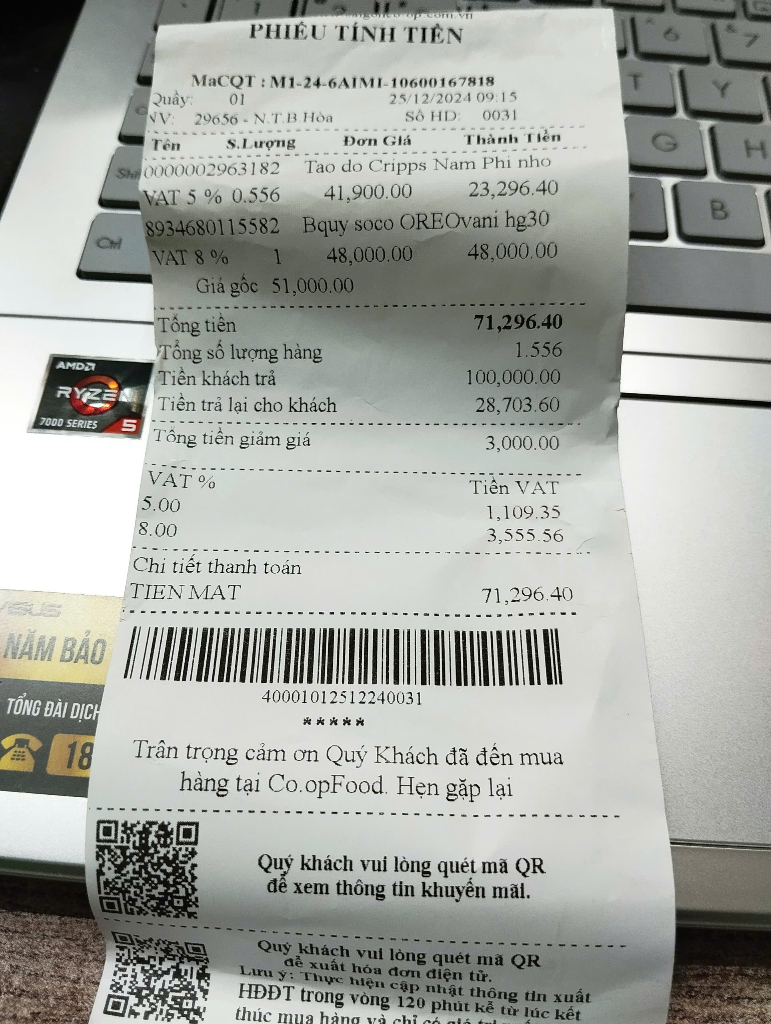 PHIẾU TÍNH TIỀN
MaCQT : M1-24-6AIMI-10600167818
Quầy: 01 25/12/2024 09:15
NV: 29656 - N.T.B Hòa Số HD: 0031
Tên S.Lượng Đơn Giá Thành Tiền
0000002963182 Tao do Cripps Nam Phi nho
VAT 5 % 0.556 41,900.00 23,296.40
8934680115582 Bquy soco OREOvani hg30
VAT 8 % 1 48,000.00 48,000.00
Giá gốc 51,000.00
Tổng tiền 71,296.40
Tổng số lượng hàng 1.556
Tiền khách trả 100,000.00
Tiền trả lại cho khách 28,703.60
Tổng tiền giảm giá 3,000.00
VAT % Tiền VAT
5.00 1,109.35
8.00 3,555.56
Chi tiết thanh toán
TIEN MAT 71,296.40
40001012512240031
*****
Trân trọng cảm ơn Quý Khách đã đến mua
hàng tại Co.opFood. Hẹn gặp lại
Quý khách vui lòng quét mã QR
để xem thông tin khuyến mãi.
Quý khách vui lòng quét mã QR
để xuất hóa đơn điện tử.
Lưu ý: Thực hiện cập nhật thông tin xuất
HĐĐT trong vòng 120 phút kể từ lúc kết
thúc mua hàng và chỉ có giá trị
AMD
RYZEN
7000 SERIES 5
ASUS
NĂM BẢO
TỔNG ĐÀI DỊCH
18
Ctrl
6
7
T
Y
G
H
B